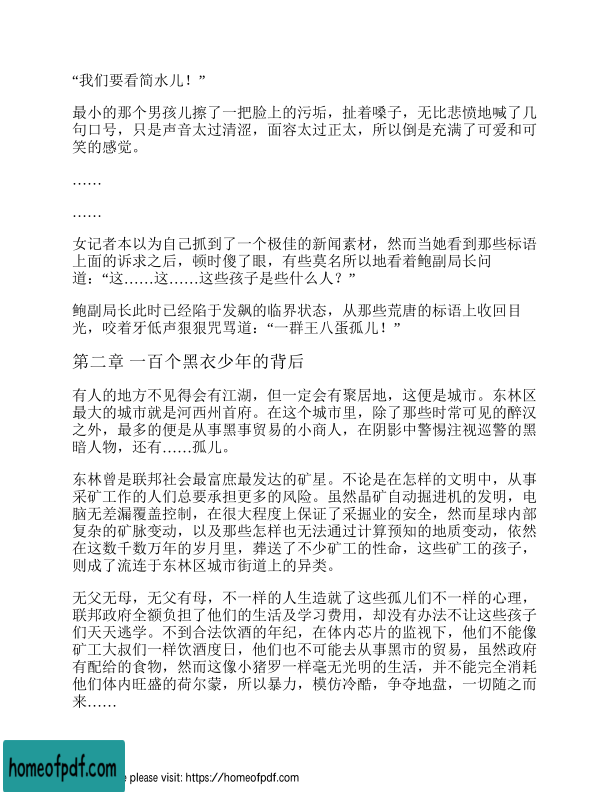 “我们要看简水儿！”
最小的那个男孩儿擦了一把脸上的污垢，扯着嗓子，无比悲愤地喊了几
句口号，只是声音太过清涩，面容太过正太，所以倒是充满了可爱和可
笑的感觉。
……
……
女记者本以为自己抓到了一个极佳的新闻素材，然而当她看到那些标语
上面的诉求之后，顿时傻了眼，有些莫名所以地看着鲍副局长问
道：“这……这……这些孩子是些什么人？”
鲍副局长此时已经陷于发飙的临界状态，从那些荒唐的标语上收回目
光，咬着牙低声狠狠咒骂道：“一群王八蛋孤儿！”
第二章 一百个黑衣少年的背后
有人的地方不见得会有江湖，但一定会有聚居地，这便是城市。东林区
最大的城市就是河西州首府。在这个城市里，除了那些时常可见的醉汉
之外，最多的便是从事黑事贸易的小商人，在阴影中警惕注视巡警的黑
暗人物，还有……孤儿。
东林曾是联邦社会最富庶最发达的矿星。不论是在怎样的文明中，从事
采矿工作的人们总要承担更多的风险。虽然晶矿自动掘进机的发明，电
脑无差漏覆盖控制，在很大程度上保证了采掘业的安全，然而星球内部
复杂的矿脉变动，以及那些怎样也无法通过计算预知的地质变动，依然
在这数千数万年的岁月里，葬送了不少矿工的性命，这些矿工的孩子，
则成了流连于东林区城市街道上的异类。
无父无母，无父有母，不一样的人生造就了这些孤儿们不一样的心理，
联邦政府全额负担了他们的生活及学习费用，却没有办法不让这些孩子
们天天逃学。不到合法饮酒的年纪，在体内芯片的监视下，他们不能像
矿工大叔们一样饮酒度日，他们也不可能去从事黑市的贸易，虽然政府
有配给的食物，然而这像小猪罗一样毫无光明的生活，并不能完全消耗
他们体内旺盛的荷尔蒙，所以暴力，模仿冷酷，争夺地盘，一切随之而
来……
homeofpdf.com
e please visit: https://homeofpdf.com